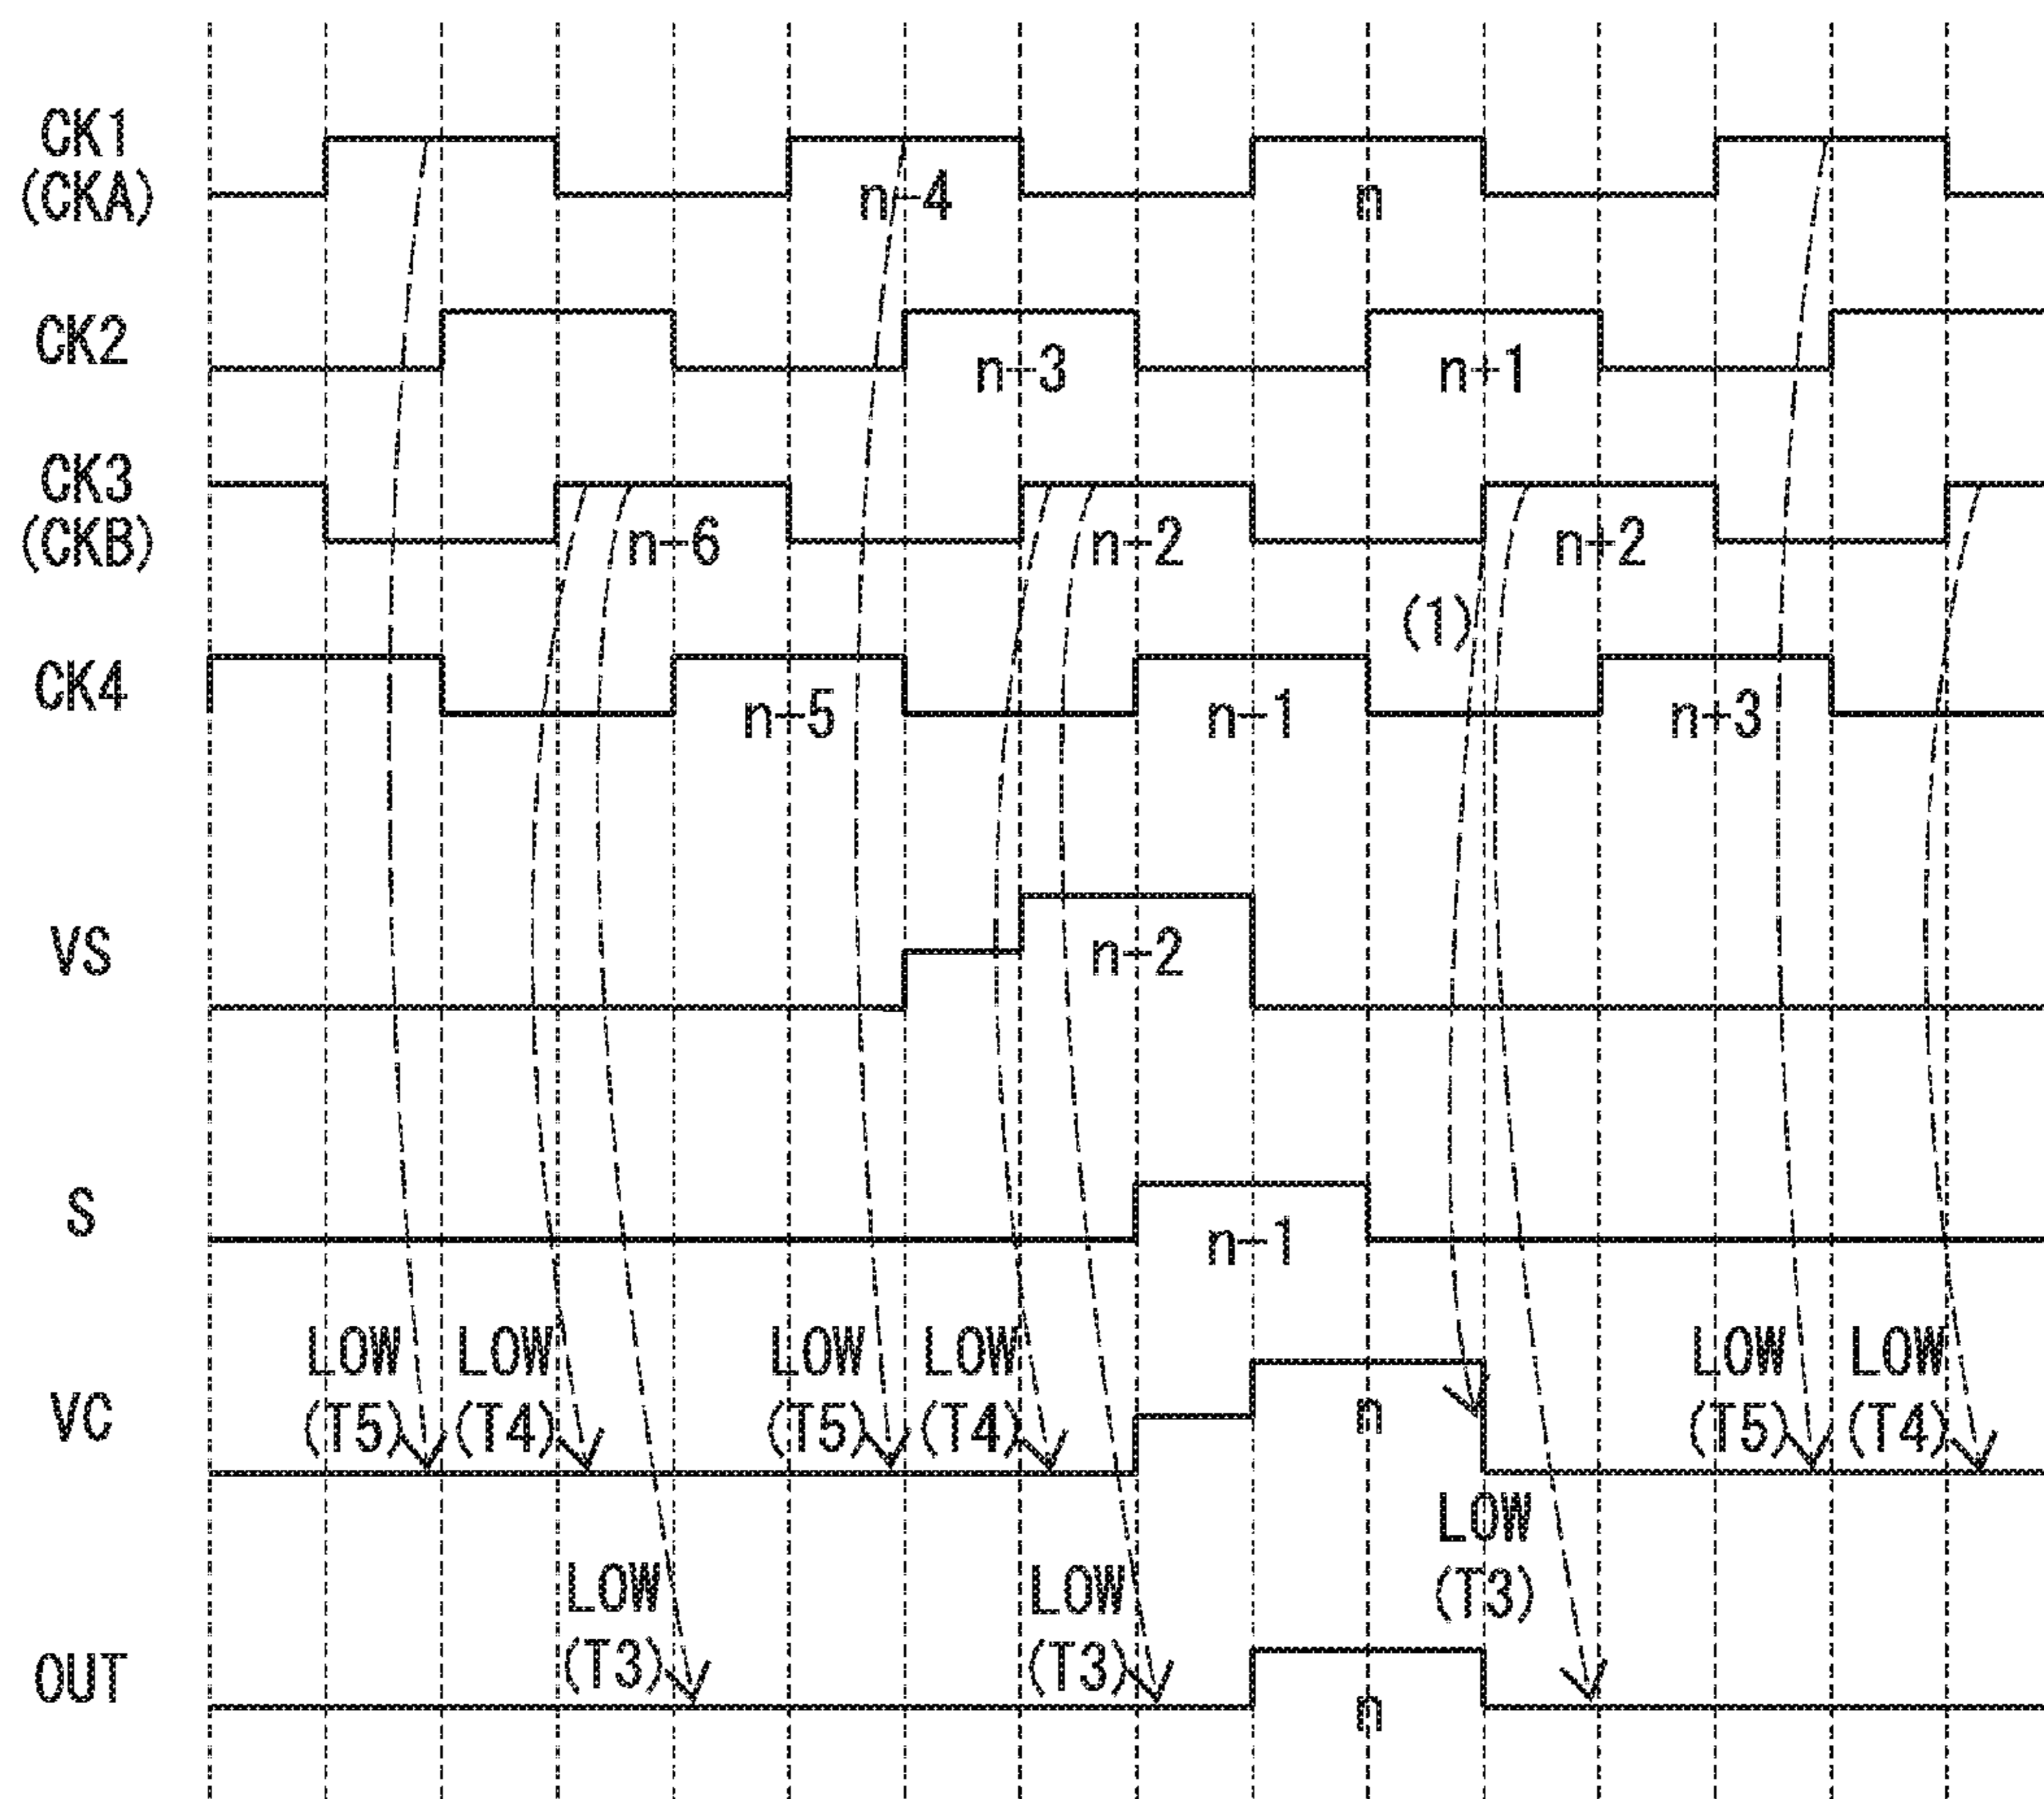 CK1
(CKA)
n-4
n
CK2
n-3
n+1
CK3
(CKB)
n-6
n-2
n+2
(1)
CK4
n-5
n-1
n+3
VS
n-2
S
n-1
LOW
(T5)
LOW
(T4)
LOW
(T5)
LOW
(T4)
LOW
(T5)
LOW
(T4)
VC
n
LOW
(T3)
LOW
(T3)
LOW
(T3)
OUT
n